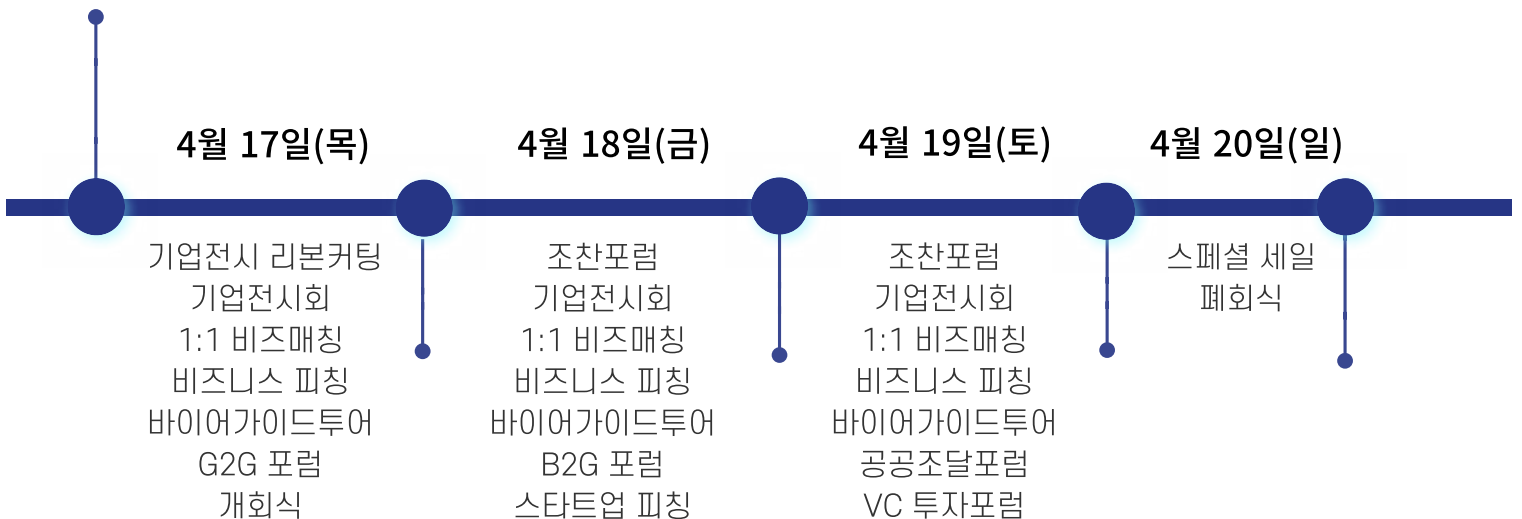 4월 17일(목)
기업전시 리본커팅
기업전시회
1:1 비즈매칭
비즈니스 피칭
바이어가이드투어
G2G 포럼
개회식
4월 18일(금)
조찬포럼
기업전시회
1:1 비즈매칭
비즈니스 피칭
바이어가이드투어
B2G 포럼
스타트업 피칭
4월 19일(토)
조찬포럼
기업전시회
1:1 비즈매칭
비즈니스 피칭
바이어가이드투어
공공조달포럼
VC 투자포럼
4월 20일(일)
스페셜 세일
폐회식